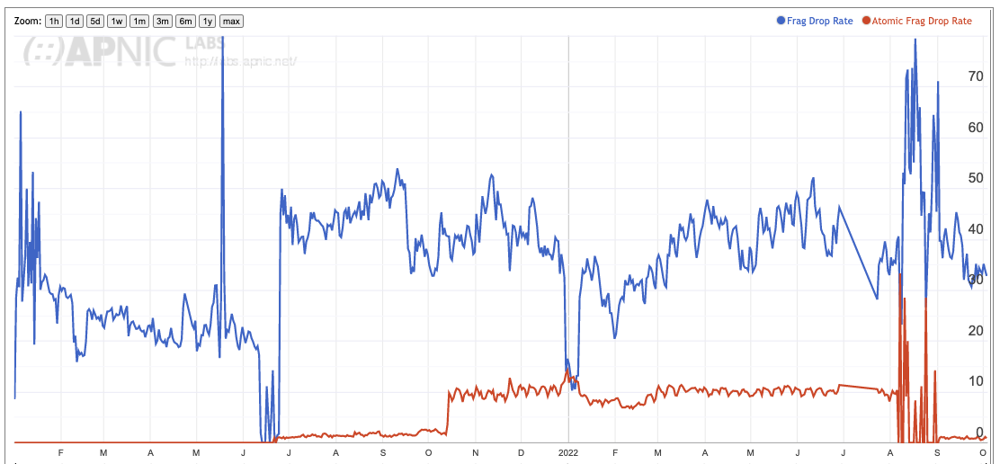 Zoom: 1h 1d 5d 1w 1m 3m 6m 1y max
Frag Drop Rate Atomic Frag Drop Rate
(::)APNIC LABS
http://labs.apnic.net/
70
60
50
40
30
20
10
0
F M A M J J A S O N D 2022 F M A M J J A S O